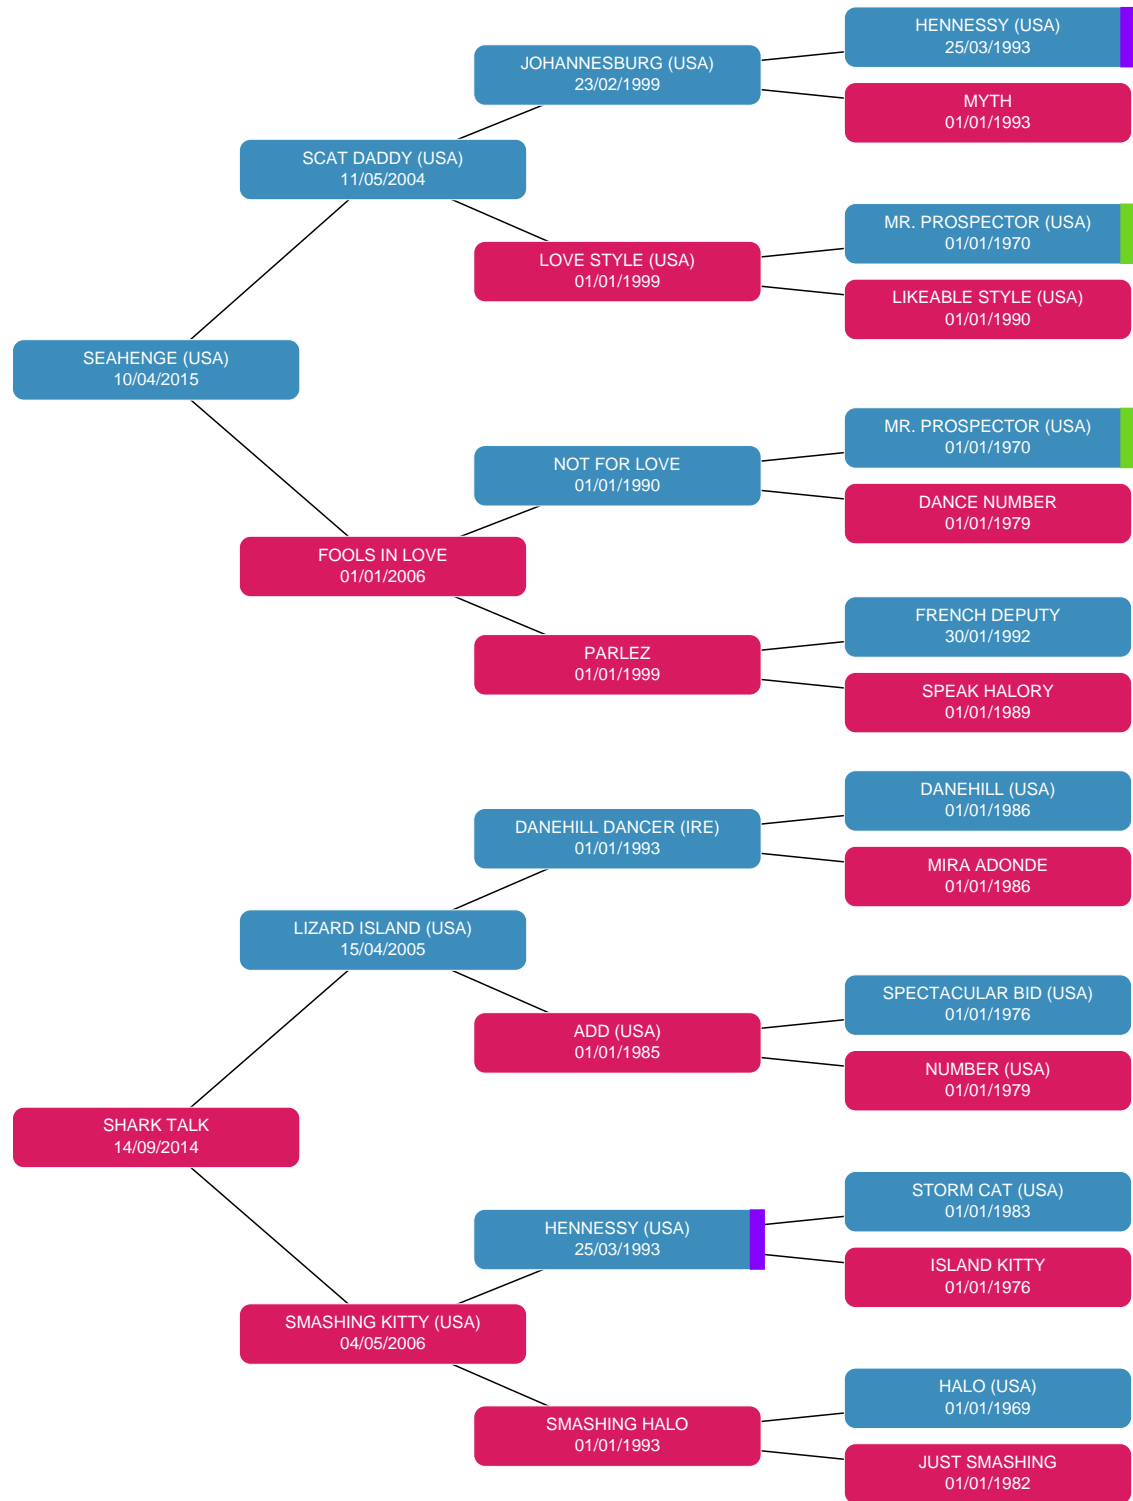 HENNESSY (USA)
25/03/1993
JOHANNESBURG (USA)
23/02/1999
MYTH
01/01/1993
SCAT DADDY (USA)
11/05/2004
MR. PROSPECTOR (USA)
01/01/1970
LOVE STYLE (USA)
01/01/1999
LIKEABLE STYLE (USA)
01/01/1990
SEAHENGE (USA)
10/04/2015
MR. PROSPECTOR (USA)
01/01/1970
NOT FOR LOVE
01/01/1990
DANCE NUMBER
01/01/1979
FOOLS IN LOVE
01/01/2006
FRENCH DEPUTY
30/01/1992
PARLEZ
01/01/1999
SPEAK HALORY
01/01/1989
DANEHILL (USA)
01/01/1986
DANEHILL DANCER (IRE)
01/01/1993
MIRA ADONDE
01/01/1986
LIZARD ISLAND (USA)
15/04/2005
SPECTACULAR BID (USA)
01/01/1976
ADD (USA)
01/01/1985
NUMBER (USA)
01/01/1979
SHARK TALK
14/09/2014
STORM CAT (USA)
01/01/1983
HENNESSY (USA)
25/03/1993
ISLAND KITTY
01/01/1976
SMASHING KITTY (USA)
04/05/2006
HALO (USA)
01/01/1969
SMASHING HALO
01/01/1993
JUST SMASHING
01/01/1982